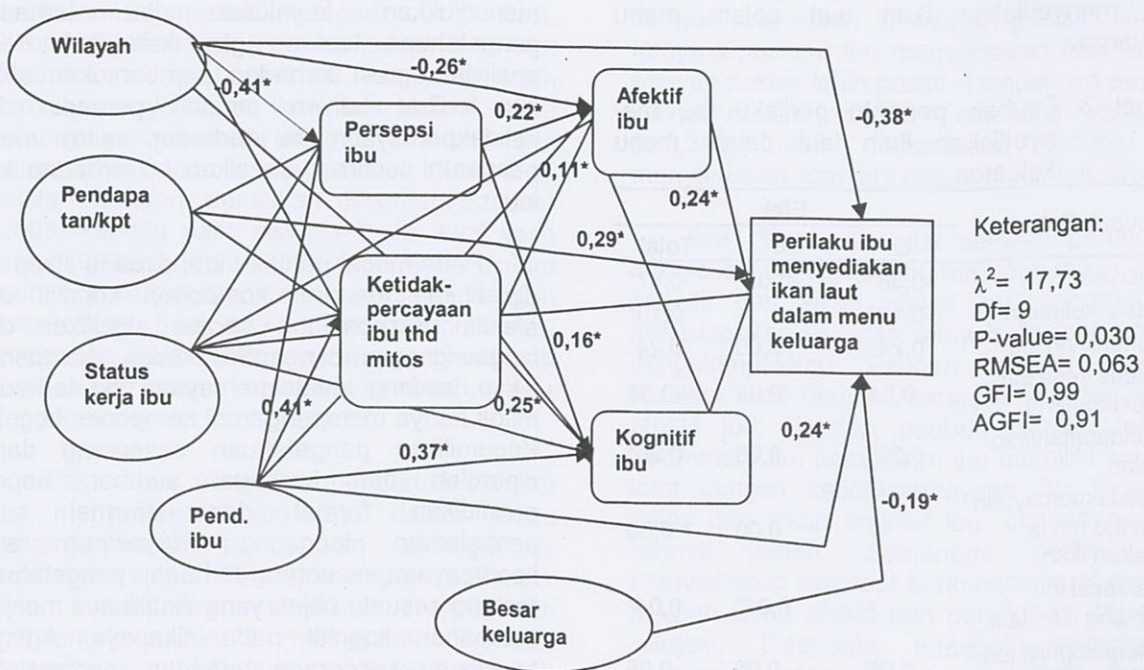 Wilayah
-0,26*
-0,41*
0,22*
Afektif
ibu
-0,38*
Persepsi
ibu
0,11*
Pendapa
tan/kpt
0,24*
0,29*
Perilaku ibu
menyediakan
ikan laut
dalam menu
keluarga
Keterangan:
λ²= 17,73
Df= 9
P-value= 0,030
RMSEA= 0,063
GFI= 0,99
AGFI= 0,91
Ketidak-
percayaan
ibu thd
mitos
0,16*
Status
kerja ibu
0,41*
0,25*
0,24*
Kognitif
ibu
0,37*
-0,19*
Pend.
ibu
Besar
keluarga